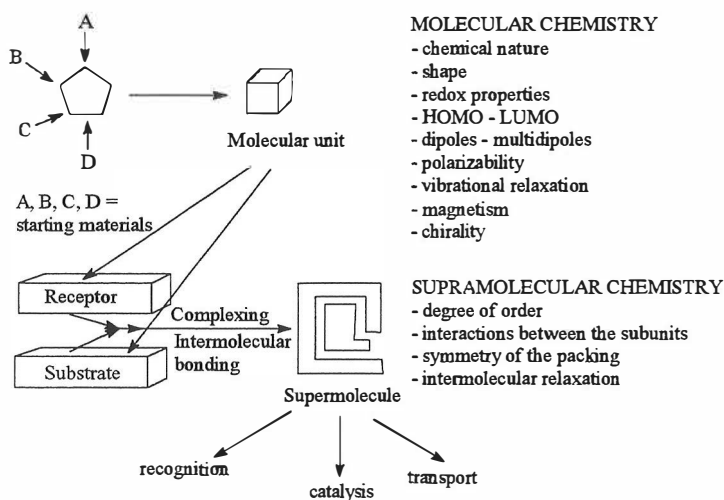 A
B
C
D
Molecular unit
A, B, C, D =
starting materials
MOLECULAR CHEMISTRY
- chemical nature
- shape
- redox properties
- HOMO - LUMO
- dipoles - multidipoles
- polarizability
- vibrational relaxation
- magnetism
- chirality
Receptor
Substrate
Complexing
Intermolecular
bonding
Supermolecule
SUPRAMOLECULAR CHEMISTRY
- degree of order
- interactions between the subunits
- symmetry of the packing
- intermolecular relaxation
recognition
catalysis
transport